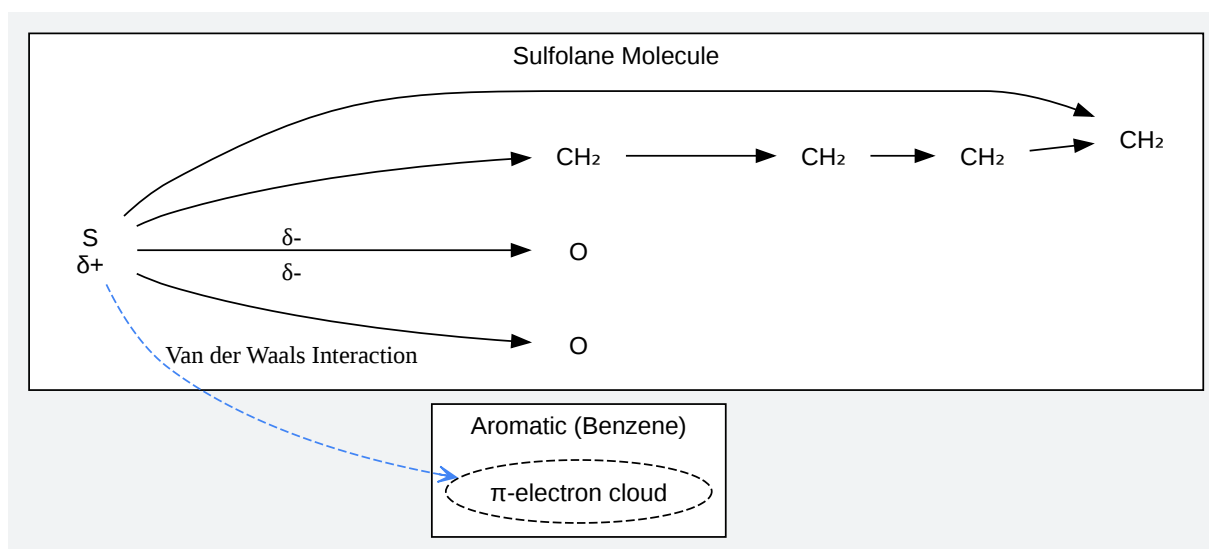 Sulfolane Molecule
CH₂
CH₂ CH₂ CH₂
S
δ+
δ-
O
δ-
Van der Waals Interaction
O
Aromatic (Benzene)
π-electron cloud